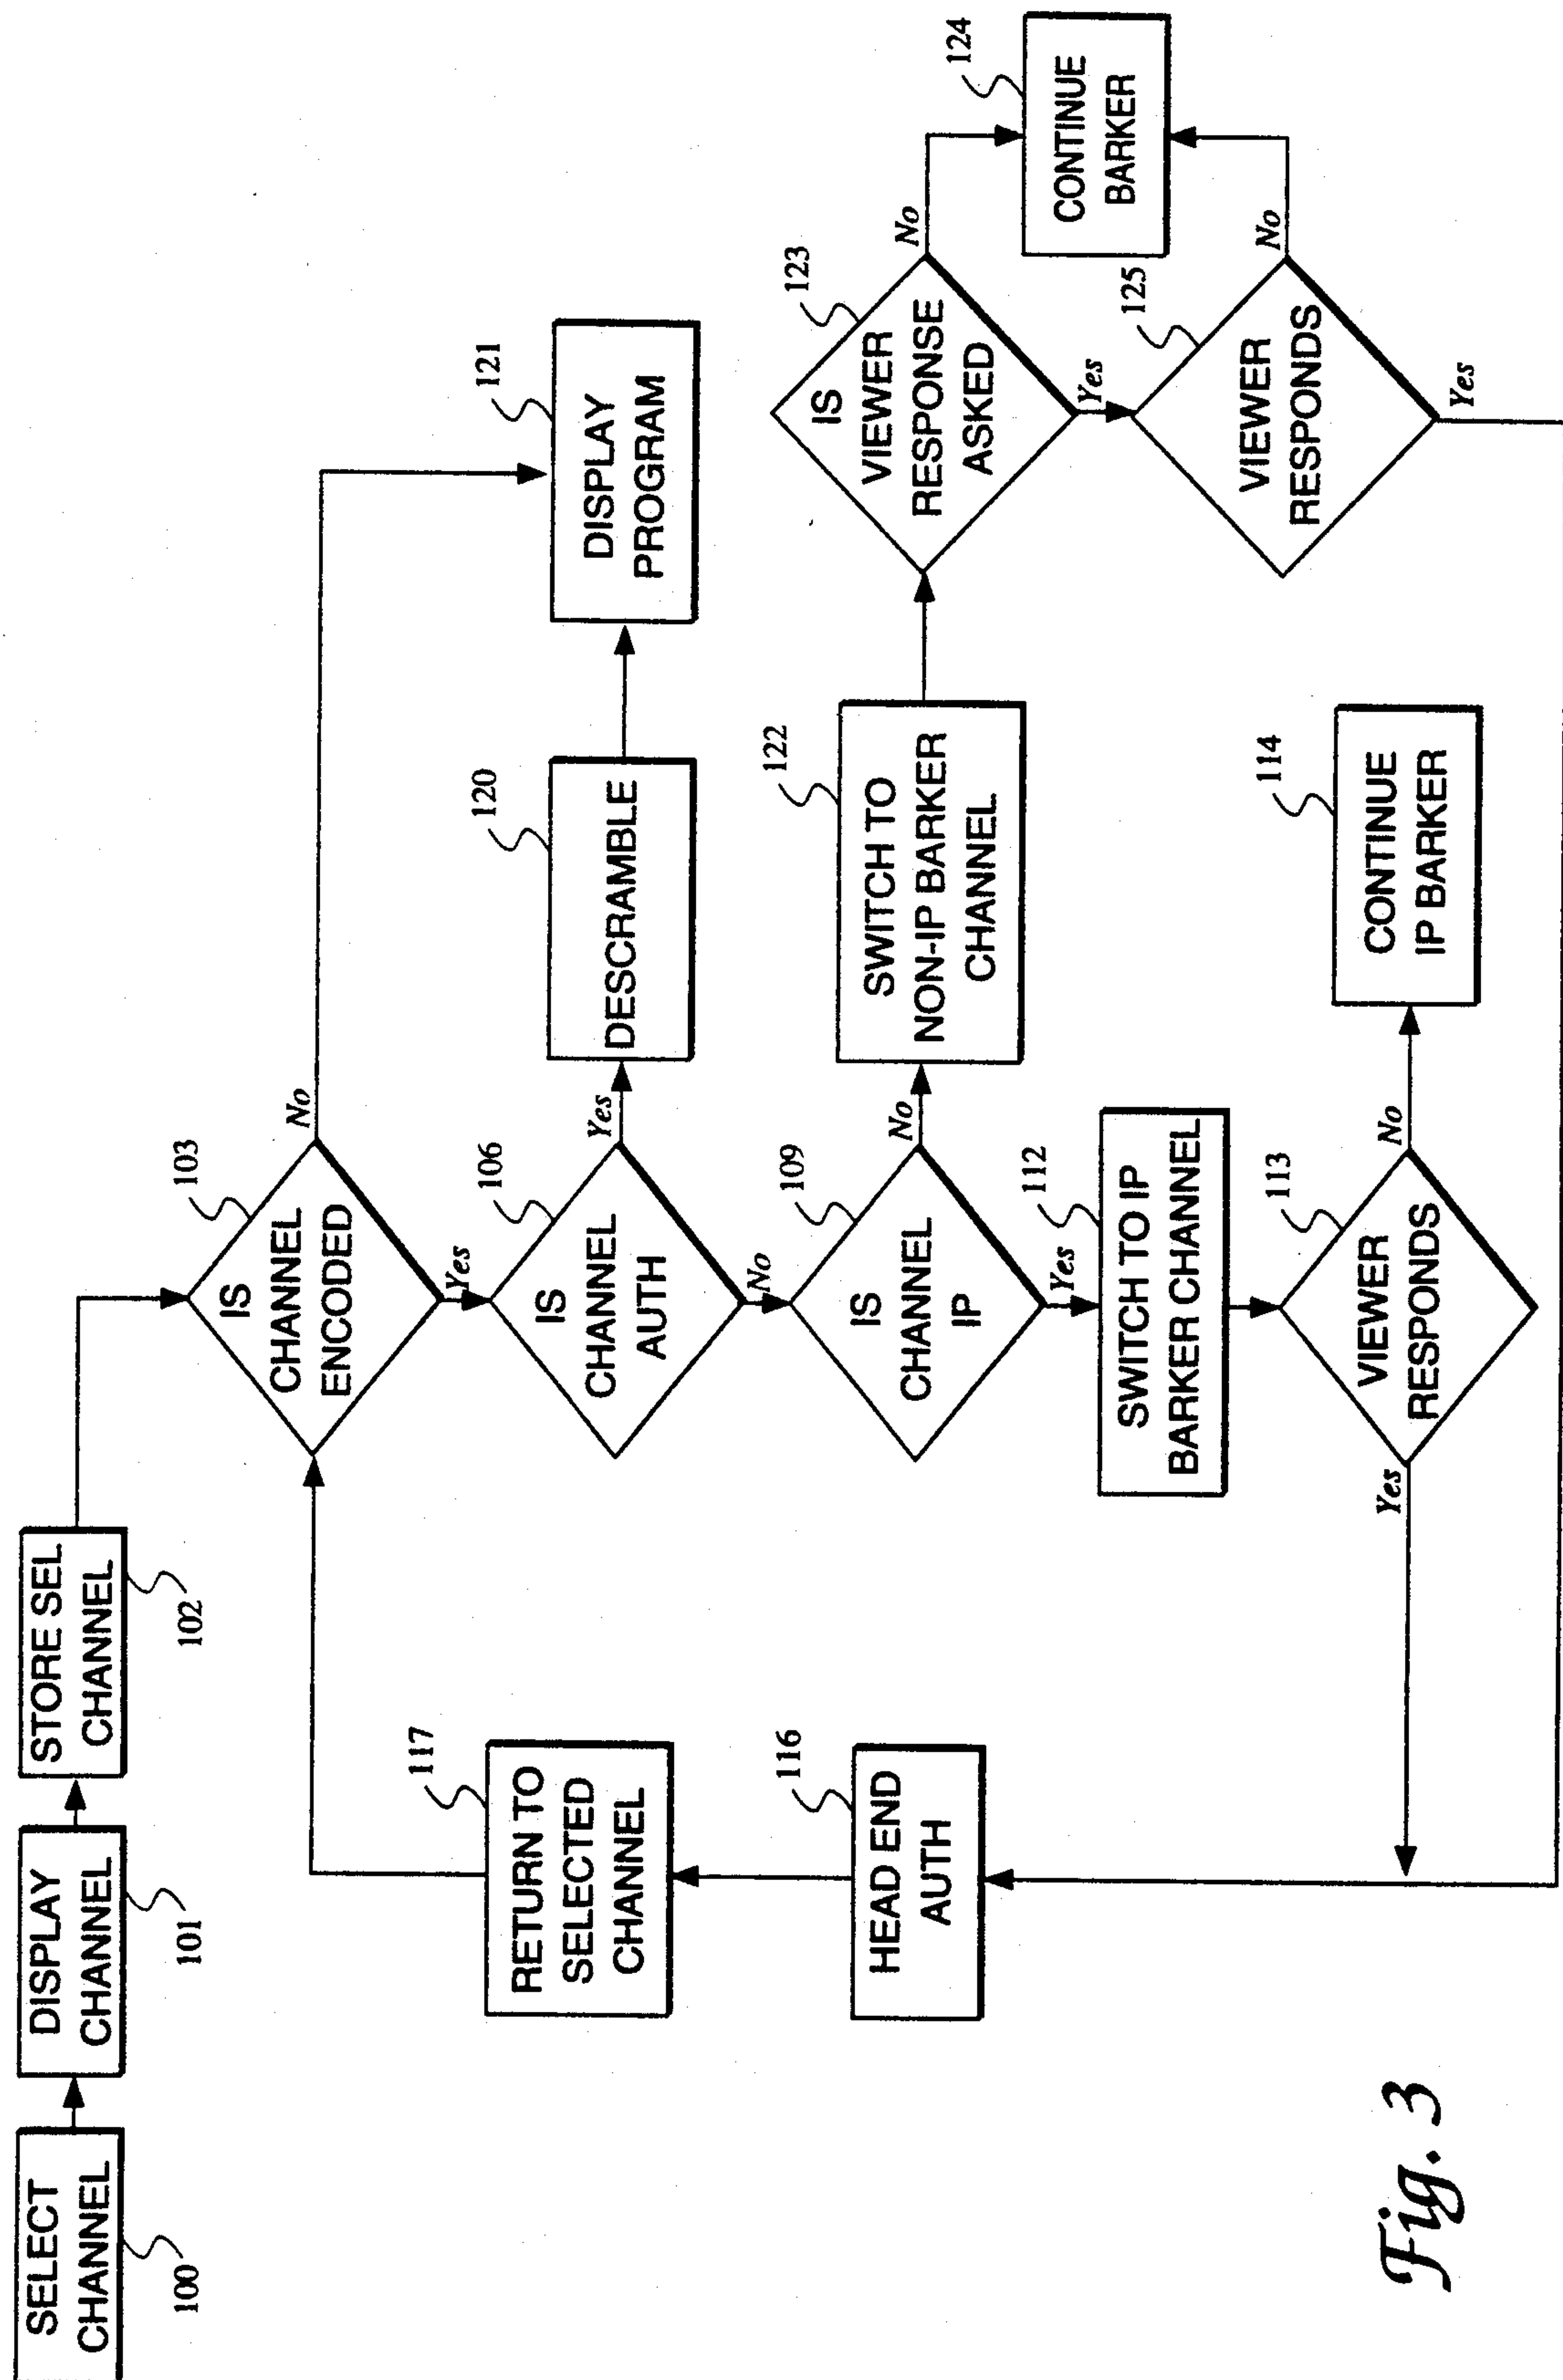 SELECT
CHANNEL
100
DISPLAY
CHANNEL
101
STORE SEL
CHANNEL
102
IS
CHANNEL
ENCODED
103
No
Yes
IS
CHANNEL
AUTH
106
Yes
No
DESCRAMBLE
120
DISPLAY
PROGRAM
121
IS
CHANNEL
IP
109
No
Yes
SWITCH TO
NON-IP BARKER
CHANNEL
122
IS
VIEWER
RESPONSE
ASKED
123
No
Yes
CONTINUE
BARKER
124
VIEWER
RESPONDS
125
No
Yes
SWITCH TO IP
BARKER CHANNEL
112
VIEWER
RESPONDS
113
No
Yes
CONTINUE
IP BARKER
114
HEAD END
AUTH
116
RETURN TO
SELECTED
CHANNEL
117
Fig. 3